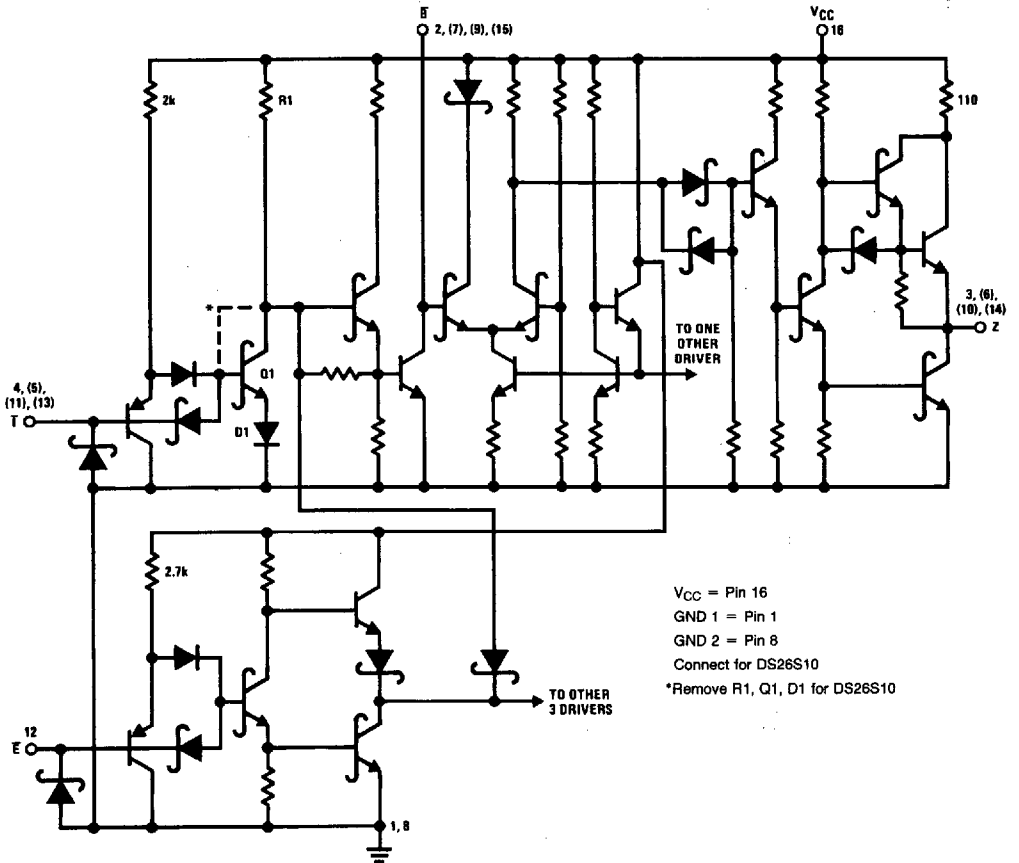 B̅
2, (7), (9), (15)
VCC
16
2k
R1
110
*
Q1
D1
4, (5),
(11), (13)
T̅
TO ONE
OTHER
DRIVER
3, (6),
(10), (14)
Z
2.7k
12
E̅
TO OTHER
3 DRIVERS
1, 8
VCC = Pin 16
GND 1 = Pin 1
GND 2 = Pin 8
Connect for DS26S10
*Remove R1, Q1, D1 for DS26S10